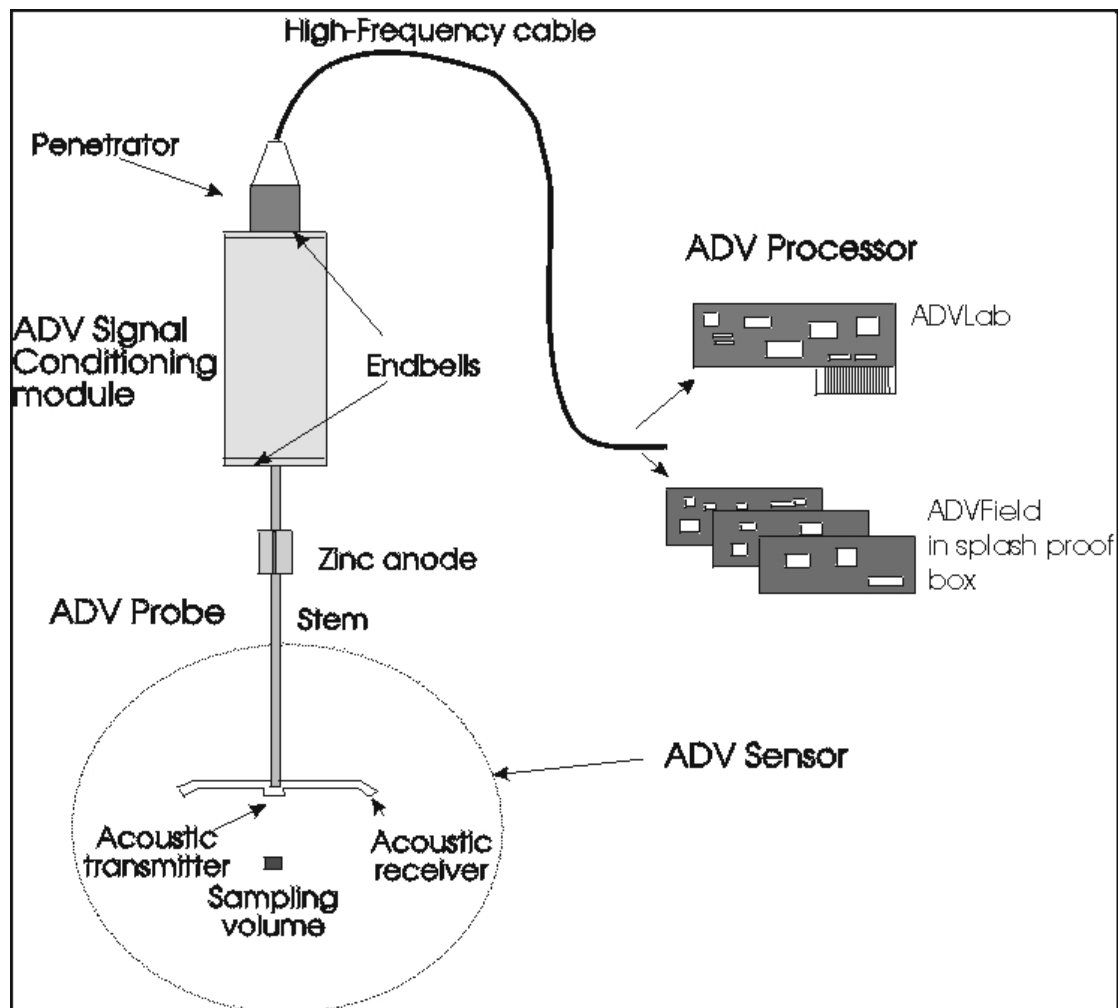 High-Frequency cable
Penetrator
ADV Processor
ADVLab
ADV Signal
Conditioning
module
Endbells
ADVField
in splash proof
box
Zinc anode
ADV Probe
Stem
ADV Sensor
Acoustic
transmitter
Acoustic
receiver
Sampling
volume